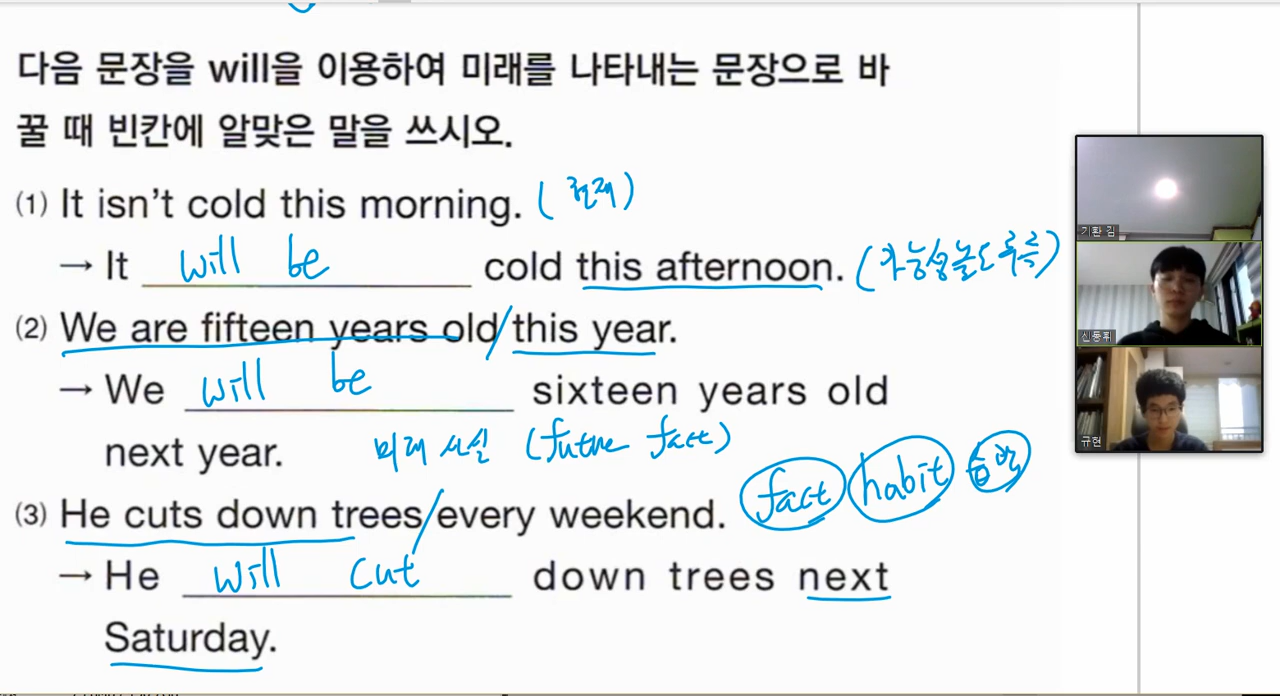 다음 문장을 will을 이용하여 미래를 나타내는 문장으로 바
꿀 때 빈칸에 알맞은 말을 쓰시오.
(1) It isn't cold this morning. (현재)
→ It will be cold this afternoon. (가능성높은 추측)
(2) We are fifteen years old/this year.
→ We will be sixteen years old
next year. 미래 사실 (future fact)
fact habit 습관
(3) He cuts down trees/every weekend.
→ He will cut down trees next
Saturday.
기환 김
신동휘
규현